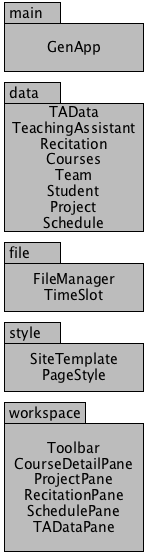 main
GenApp
data
TAData
TeachingAssistant
Recitation
Courses
Team
Student
Project
Schedule
file
FileManager
TimeSlot
style
SiteTemplate
PageStyle
workspace
Toolbar
CourseDetailPane
ProjectPane
RecitationPane
SchedulePane
TADataPane